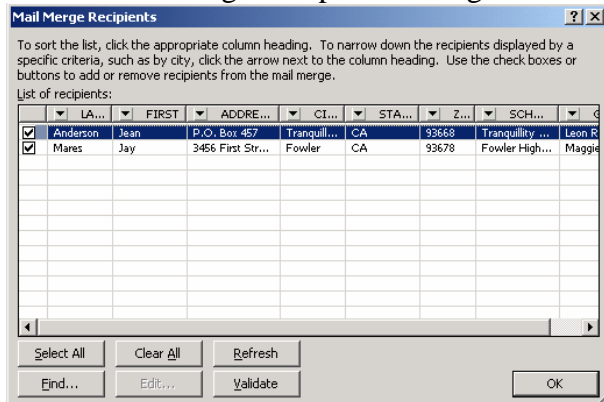 Mail Merge Recipients
To sort the list, click the appropriate column heading. To narrow down the recipients displayed by a
specific criteria, such as by city, click the arrow next to the column heading. Use the check boxes or
buttons to add or remove recipients from the mail merge.
List of recipients:
LA... FIRST ADDRE... CI... STA... Z... SCH...
Anderson Jean P.O. Box 457 Tranquill... CA 93668 Tranquillity ... Leon R
Mares Jay 3456 First Str... Fowler CA 93678 Fowler High... Maggie
Select All Clear All Refresh
Find... Edit... Validate OK